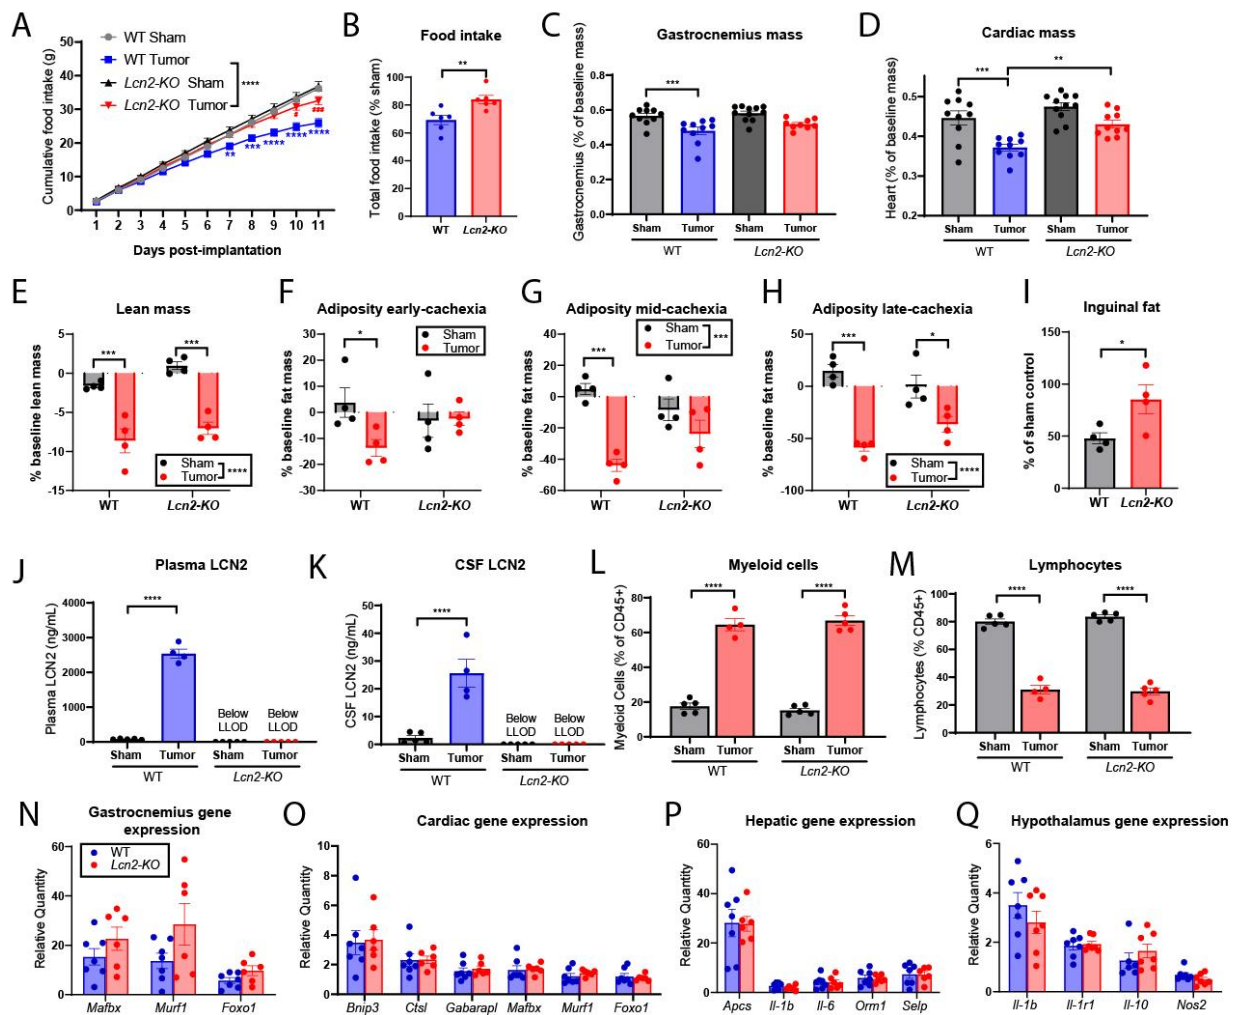 A
Cumulative food intake (g)
50
40
30
20
10
0
WT Sham
WT Tumor
Lcn2-KO Sham
Lcn2-KO Tumor
****
**
***
****
****
****
#
###
1 2 3 4 5 6 7 8 9 10 11
Days post-implantation
B
Food intake
Total food intake (% sham)
100
80
60
40
20
0
**
WT Lcn2-KO
C
Gastrocnemius mass
Gastrocnemius (% of baseline mass)
0.8
0.6
0.4
0.2
0.0
***
Sham Tumor Sham Tumor
WT Lcn2-KO
D
Cardiac mass
Heart (% of baseline mass)
0.5
0.4
0.3
0.2
***
**
Sham Tumor Sham Tumor
WT Lcn2-KO
E
Lean mass
% baseline lean mass
5
0
-5
-10
-15
***
***
Sham
Tumor
****
WT Lcn2-KO
F
Adiposity early-cachexia
% baseline fat mass
30
20
10
0
-10
-20
-30
*
Sham
Tumor
WT Lcn2-KO
G
Adiposity mid-cachexia
% baseline fat mass
40
20
0
-20
-40
-60
***
Sham
Tumor
***
WT Lcn2-KO
H
Adiposity late-cachexia
% baseline fat mass
50
0
-50
-100
***
*
Sham
Tumor
****
WT Lcn2-KO
I
Inguinal fat
% of sham control
150
100
50
0
*
WT Lcn2-KO
J
Plasma LCN2
Plasma LCN2 (ng/mL)
4000
3000
2000
1000
0
****
Below
LLOD
Below
LLOD
Sham Tumor Sham Tumor
WT Lcn2-KO
K
CSF LCN2
CSF LCN2 (ng/mL)
50
40
30
20
10
0
****
Below
LLOD
Below
LLOD
Sham Tumor Sham Tumor
WT Lcn2-KO
L
Myeloid cells
Myeloid Cells (% of CD45+)
80
60
40
20
0
****
****
Sham Tumor Sham Tumor
WT Lcn2-KO
M
Lymphocytes
Lymphocytes (% CD45+)
100
80
60
40
20
0
****
****
Sham Tumor Sham Tumor
WT Lcn2-KO
N
Gastrocnemius gene
expression
Relative Quantity
60
40
20
0
WT
Lcn2-KO
Mafbx Murf1 Foxo1
O
Cardiac gene expression
Relative Quantity
10
8
6
4
2
0
Bnip3 Ctsl Gabarapl Mafbx Murf1 Foxo1
P
Hepatic gene expression
Relative Quantity
60
40
20
0
Apcs Il-1b Il-6 Orm1 Selp
Q
Hypothalamus gene expression
Relative Quantity
6
4
2
0
Il-1b Il-1r1 Il-10 Nos2